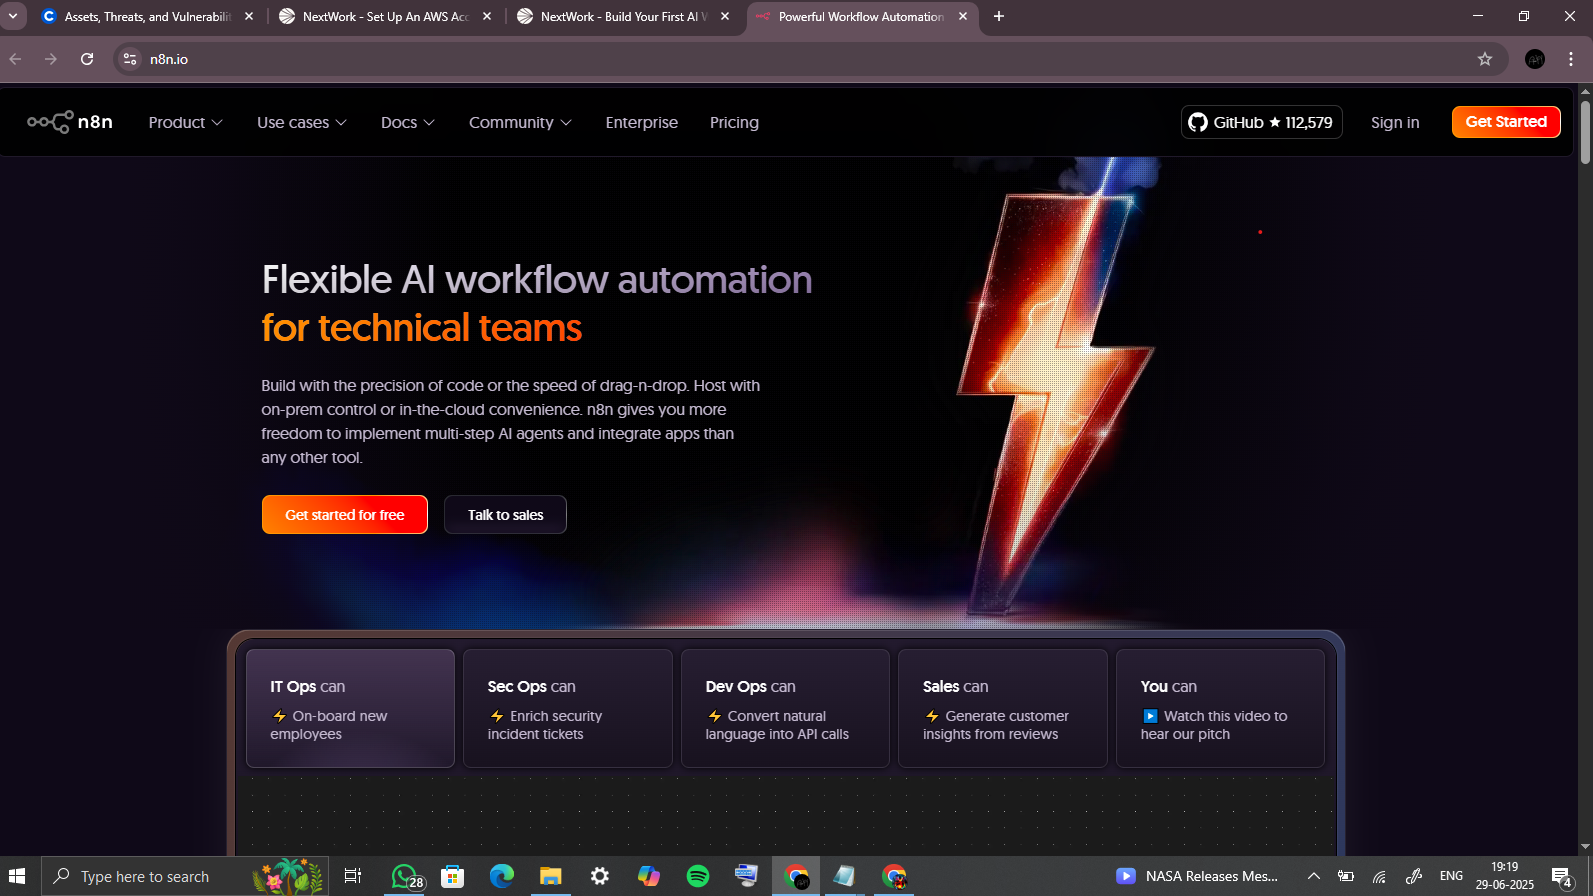 Assets, Threats, and Vulnerabilit
NextWork - Set Up An AWS Acc
NextWork - Build Your First AI W
Powerful Workflow Automation
n8n.io
n8n
Product
Use cases
Docs
Community
Enterprise
Pricing
GitHub ★ 112,579
Sign in
Get Started
Flexible AI workflow automation
for technical teams
Build with the precision of code or the speed of drag-n-drop. Host with
on-prem control or in-the-cloud convenience. n8n gives you more
freedom to implement multi-step AI agents and integrate apps than
any other tool.
Get started for free
Talk to sales
IT Ops can
⚡ On-board new
employees
Sec Ops can
⚡ Enrich security
incident tickets
Dev Ops can
⚡ Convert natural
language into API calls
Sales can
⚡ Generate customer
insights from reviews
You can
▶ Watch this video to
hear our pitch
Type here to search
28
NASA Releases Mes...
ENG
19:19
29-06-2025
4